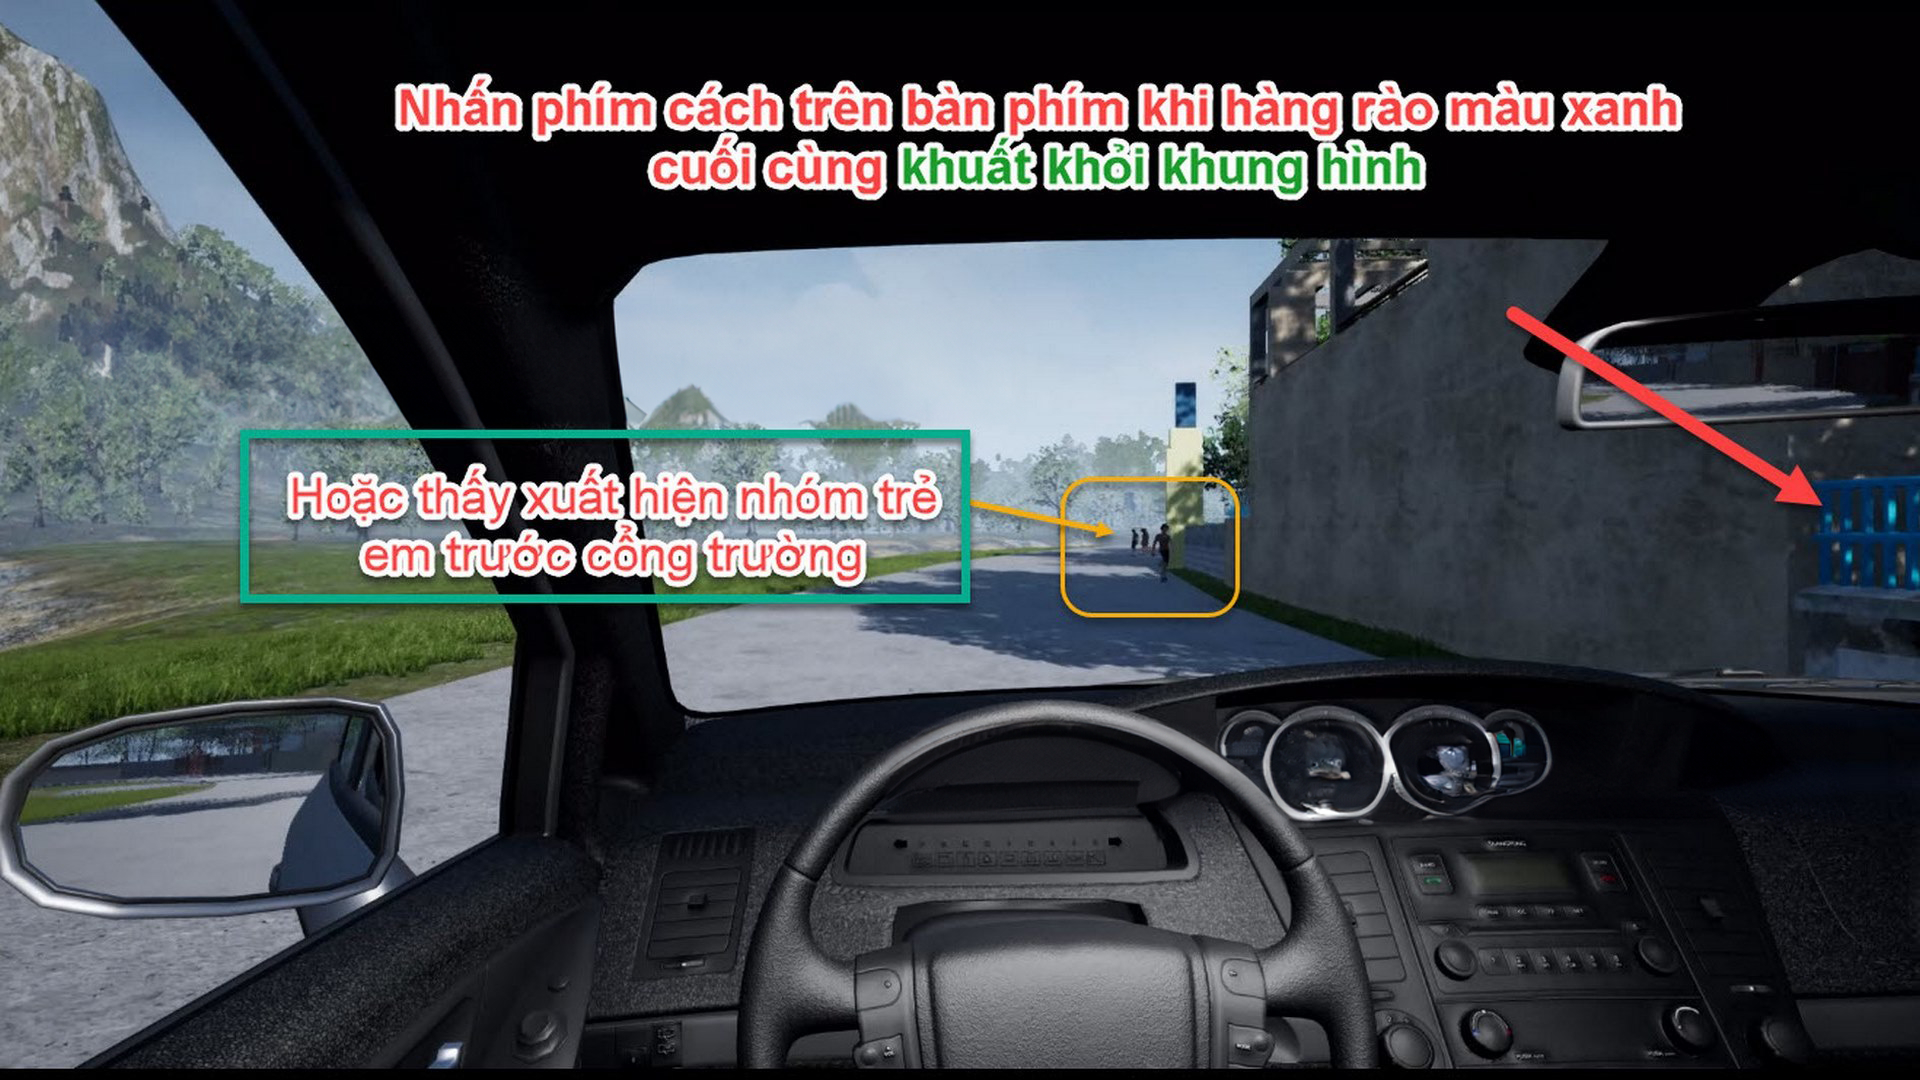 Nhấn phím cách trên bàn phím khi hàng rào màu xanh
cuối cùng khuất khỏi khung hình
Hoặc thấy xuất hiện nhóm trẻ
em trước cổng trường